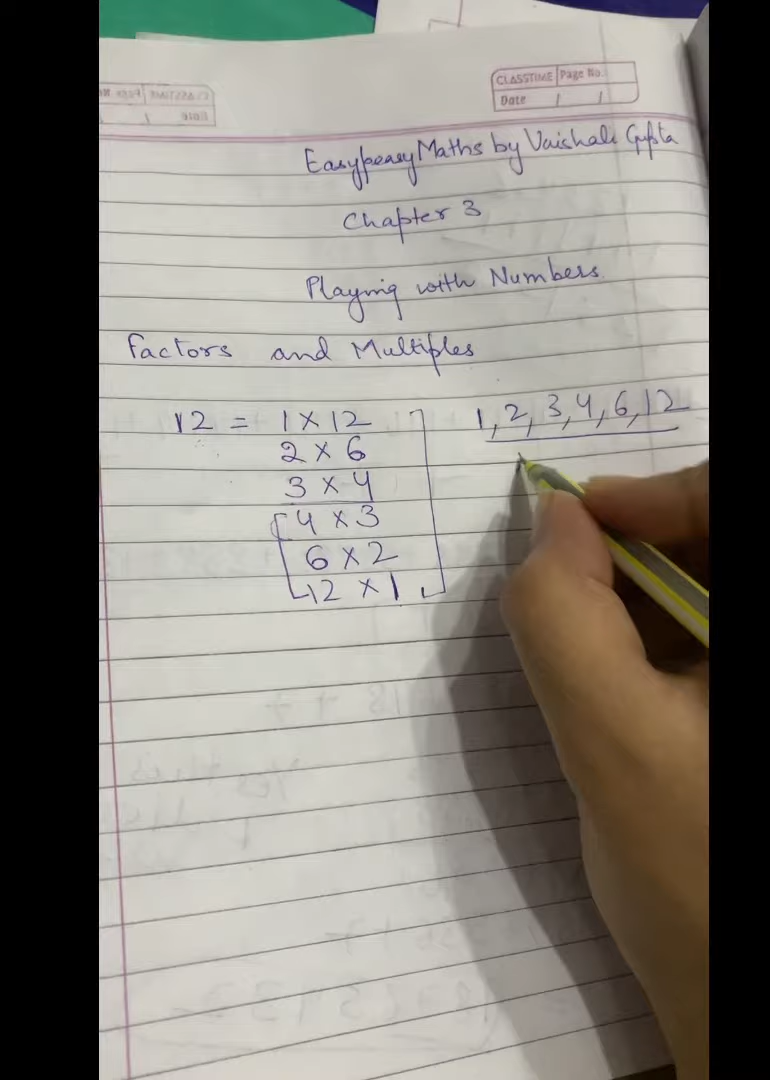 CLASSTIME Page No.
Date / /
Easypeasy Maths by Vaishali Gupta
Chapter 3
Playing with Numbers
Factors and Multiples
12 = 1 × 12
1, 2, 3, 4, 6, 12
2 × 6
3 × 4
4 × 3
6 × 2
12 × 1